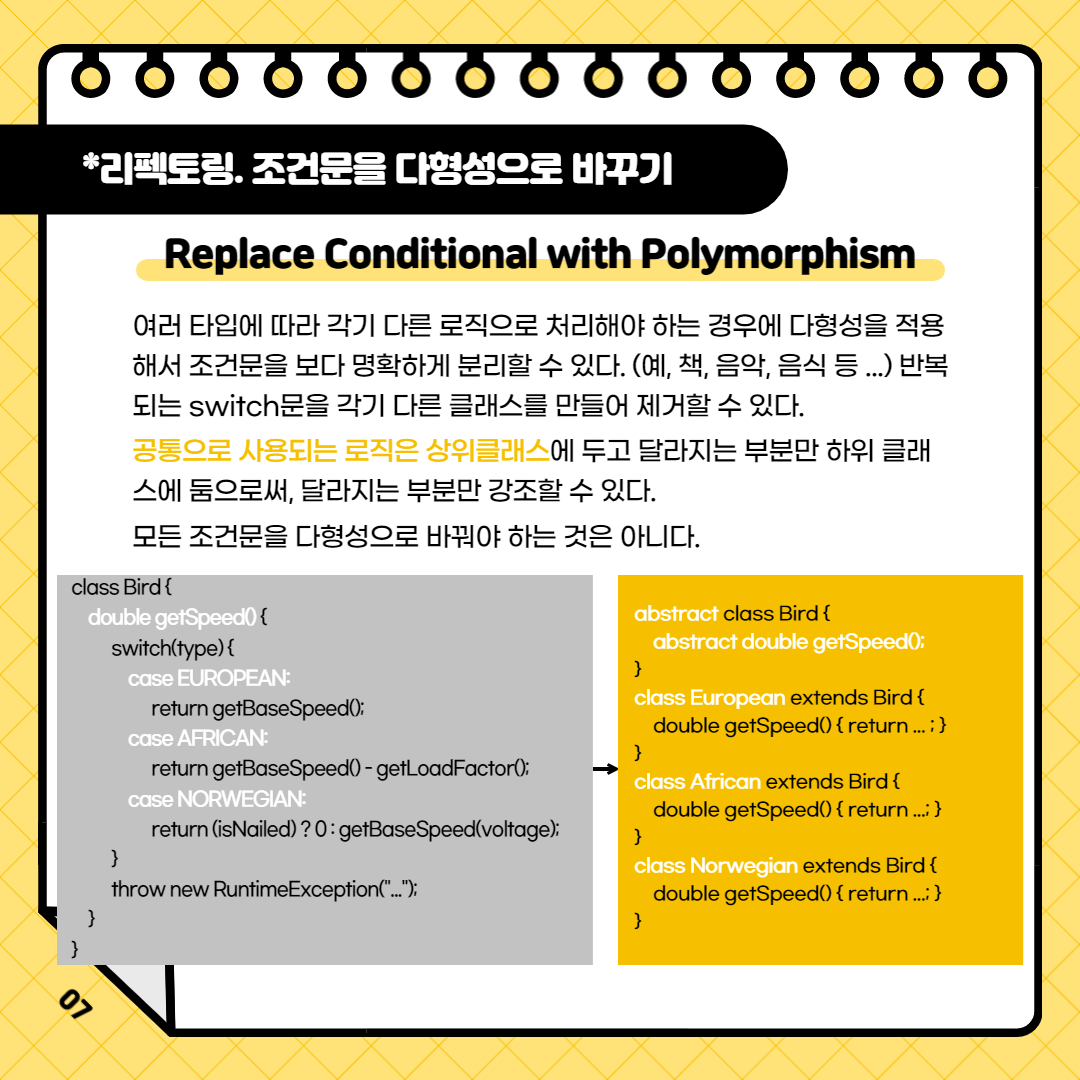 *리펙토링. 조건문을 다형성으로 바꾸기
Replace Conditional with Polymorphism
여러 타입에 따라 각기 다른 로직으로 처리해야 하는 경우에 다형성을 적용
해서 조건문을 보다 명확하게 분리할 수 있다. (예, 책, 음악, 음식 등 ...) 반복
되는 switch문을 각기 다른 클래스를 만들어 제거할 수 있다.
공통으로 사용되는 로직은 상위클래스에 두고 달라지는 부분만 하위 클래
스에 둠으로써, 달라지는 부분만 강조할 수 있다.
모든 조건문을 다형성으로 바꿔야 하는 것은 아니다.
class Bird {
double getSpeed() {
switch(type) {
case EUROPEAN:
return getBaseSpeed();
case AFRICAN:
return getBaseSpeed() - getLoadFactor();
case NORWEGIAN:
return (isNailed) ? 0 : getBaseSpeed(voltage);
}
throw new RuntimeException("...");
}
}
abstract class Bird {
abstract double getSpeed();
}
class European extends Bird {
double getSpeed() { return ... ; }
}
class African extends Bird {
double getSpeed() { return ...; }
}
class Norwegian extends Bird {
double getSpeed() { return ...; }
}
07